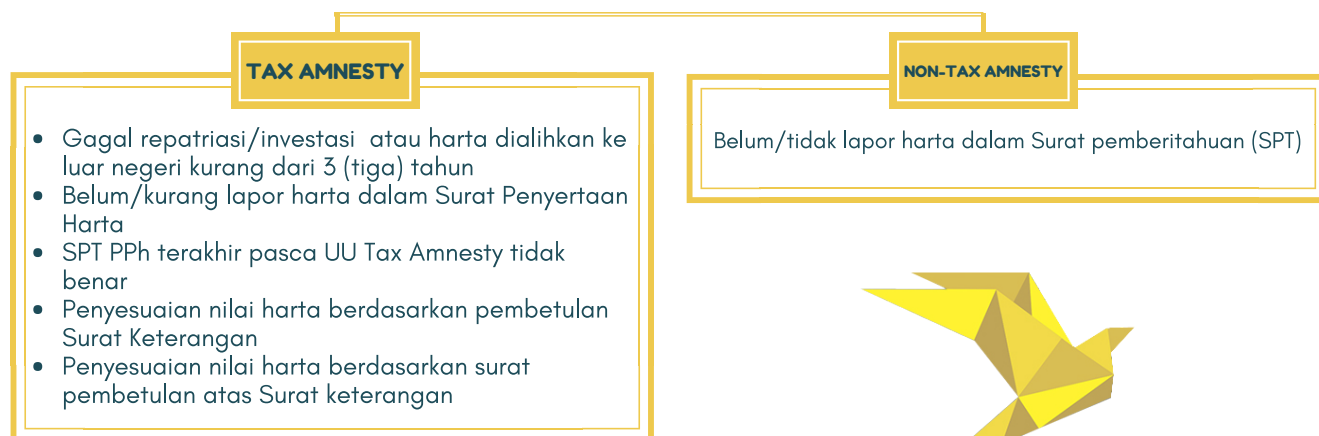 TAX AMNESTY
• Gagal repatriasi/investasi atau harta dialihkan ke
luar negeri kurang dari 3 (tiga) tahun
• Belum/kurang lapor harta dalam Surat Penyertaan
Harta
• SPT PPh terakhir pasca UU Tax Amnesty tidak
benar
• Penyesuaian nilai harta berdasarkan pembetulan
Surat Keterangan
• Penyesuaian nilai harta berdasarkan surat
pembetulan atas Surat keterangan
NON-TAX AMNESTY
Belum/tidak lapor harta dalam Surat pemberitahuan (SPT)